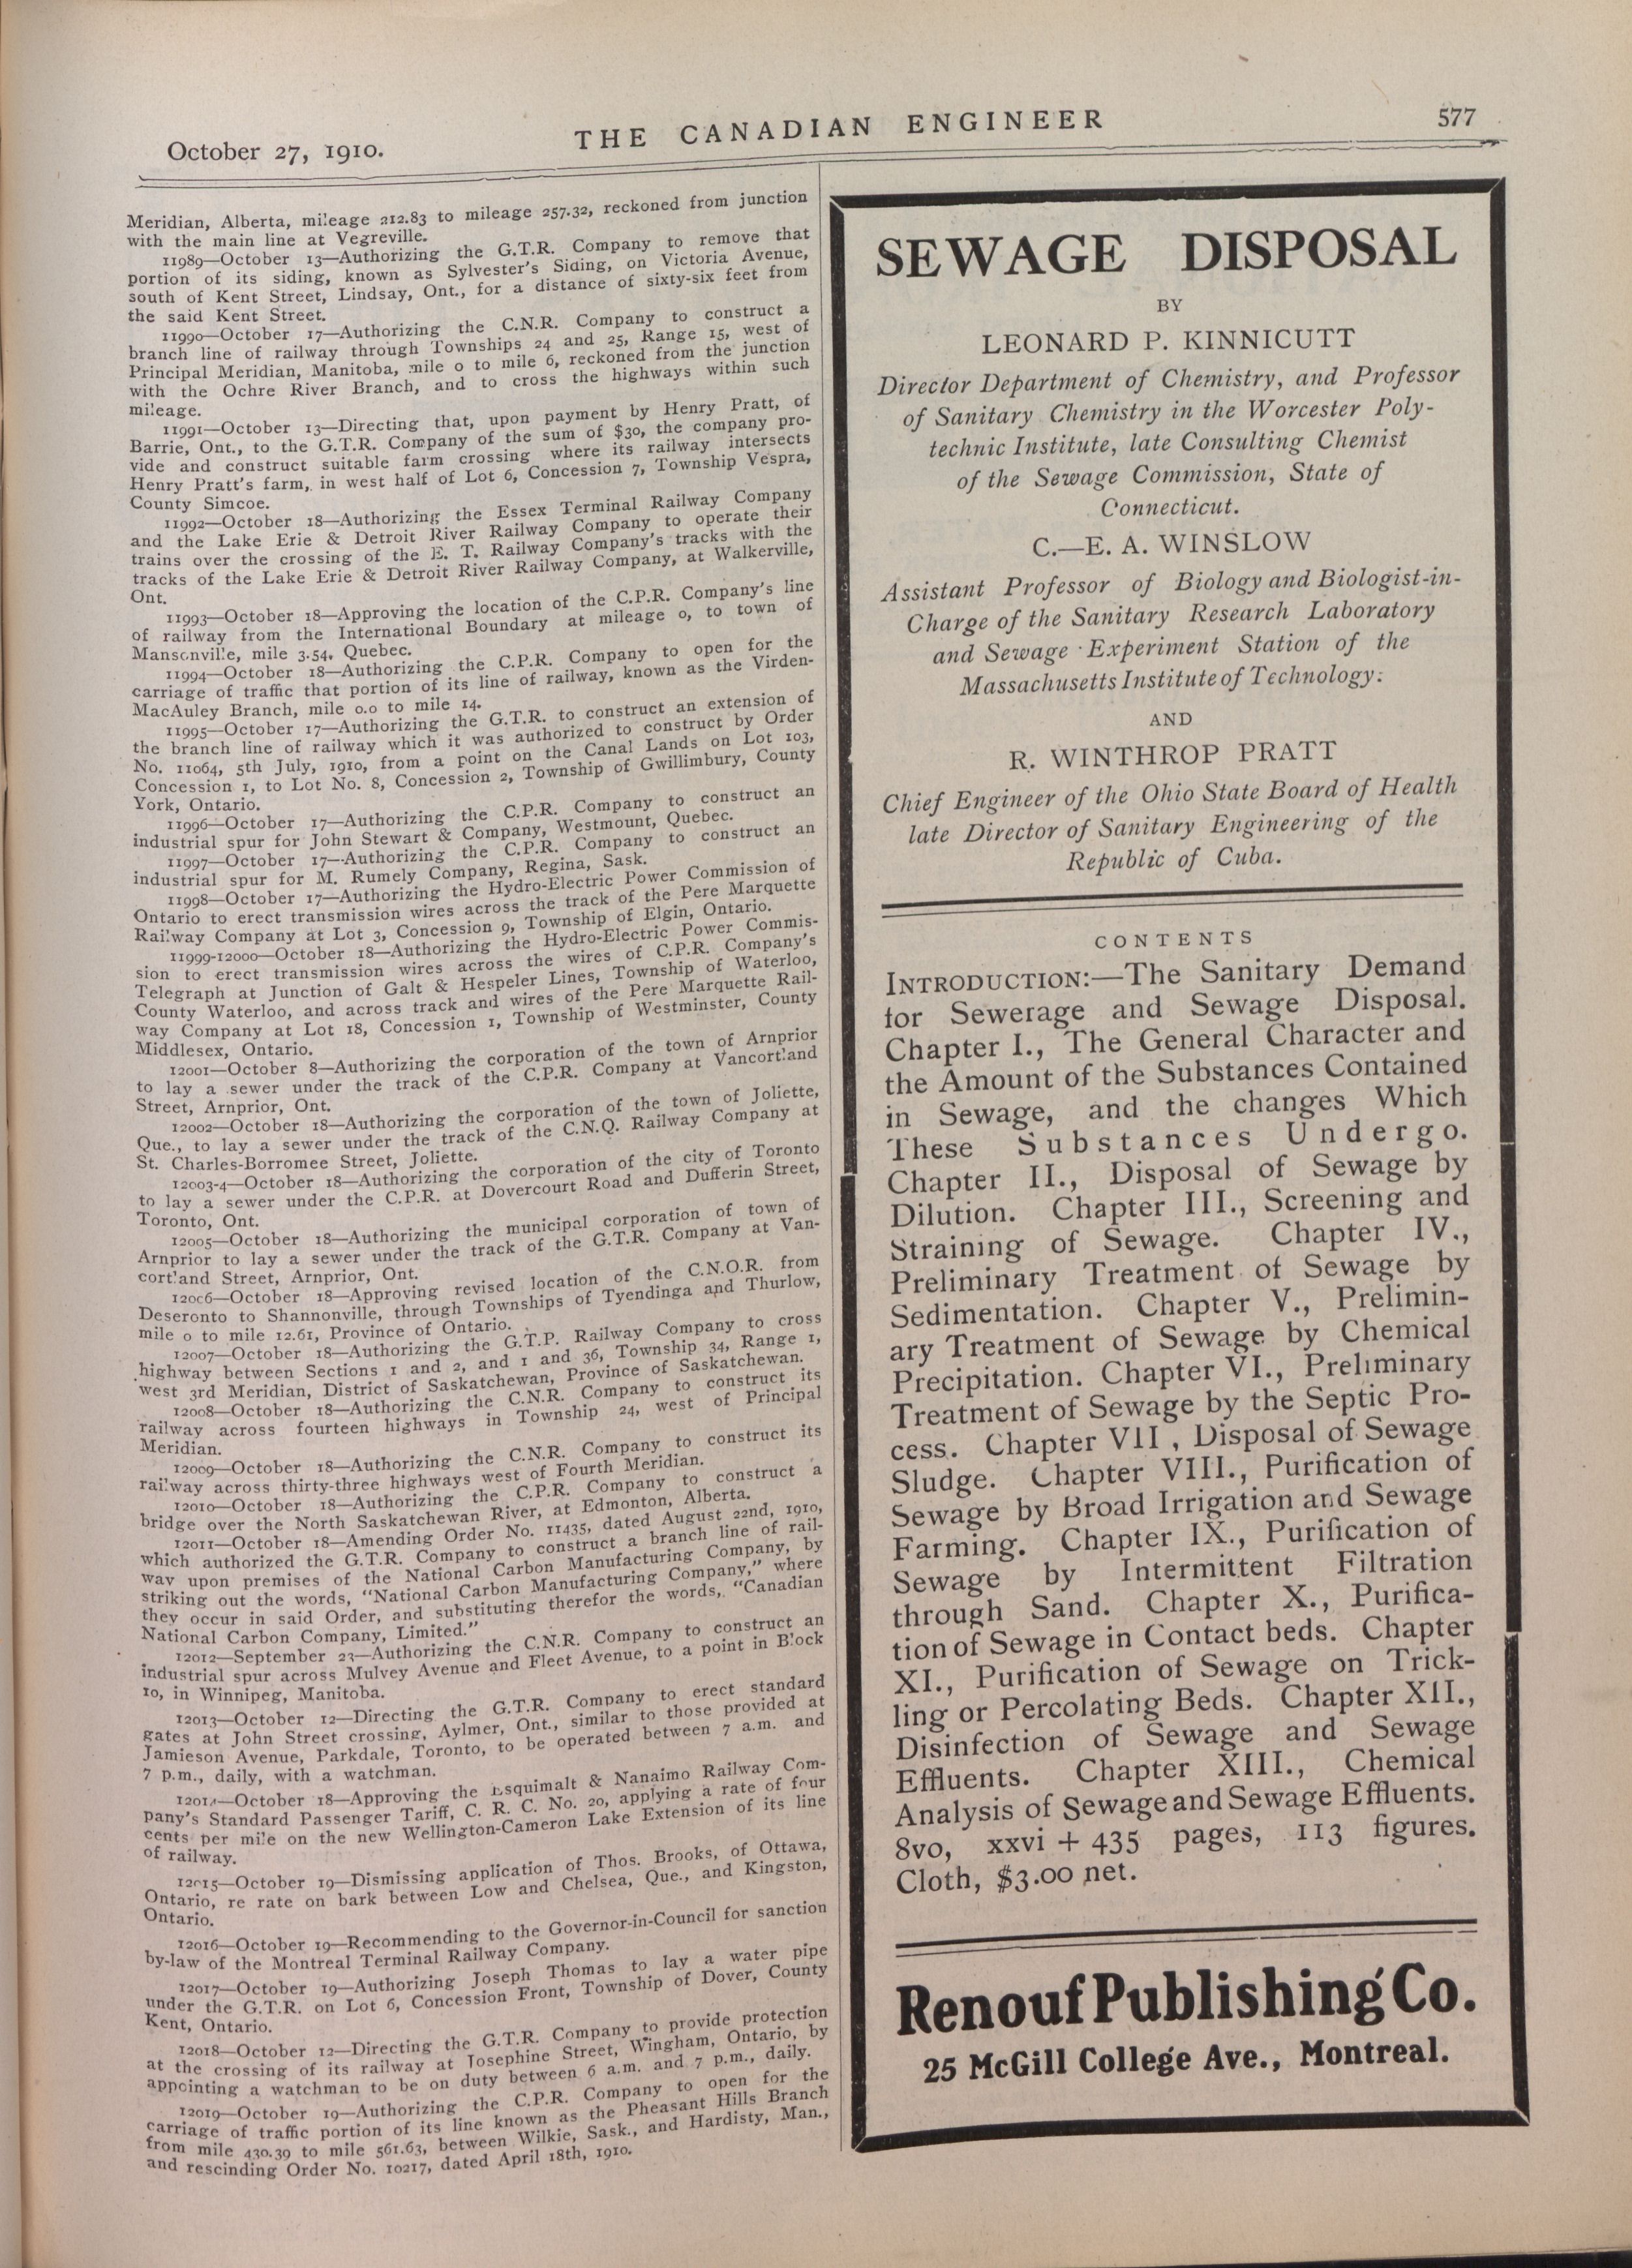 October 27, 1910.
THE CANADIAN ENGINEER
577
Meridian, Alberta, mileage 212.83 to mileage 257.32, reckoned from junction
with the main line at Vegreville.
11989—October 13—Authorizing the G.T.R. Company to remove that
portion of its siding, known as Sylvester's Siding, on Victoria Avenue,
south of Kent Street, Lindsay, Ont., for a distance of sixty-six feet from
the said Kent Street.
11990—October 17—Authorizing the C.N.R. Company to construct a
branch line of railway through Townships 24 and 25, Range 15, west of
Principal Meridian, Manitoba, mile 0 to mile 6, reckoned from the junction
with the Ochre River Branch, and to cross the highways within such
mileage.
11991—October 13—Directing that, upon payment by Henry Pratt, of
Barrie, Ont., to the G.T.R. Company of the sum of $30, the company pro-
vide and construct suitable farm crossing where its railway intersects
Henry Pratt's farm, in west half of Lot 6, Concession 7, Township Vespra,
County Simcoe.
11992—October 18—Authorizing the Essex Terminal Railway Company
and the Lake Erie & Detroit River Railway Company to operate their
trains over the crossing of the E. T. Railway Company's tracks with the
tracks of the Lake Erie & Detroit River Railway Company, at Walkerville,
Ont.
11993—October 18—Approving the location of the C.P.R. Company's line
of railway from the International Boundary at mileage 0, to town of
Mansonville, mile 3.54, Quebec.
11994—October 18—Authorizing the C.P.R. Company to open for the
carriage of traffic that portion of its line of railway, known as the Virden-
MacAuley Branch, mile 0.0 to mile 14.
11995—October 17—Authorizing the G.T.R. to construct an extension of
the branch line of railway which it was authorized to construct by Order
No. 11064, 5th July, 1910, from a point on the Canal Lands on Lot 103,
Concession 1, to Lot No. 8, Concession 2, Township of Gwillimbury, County
York, Ontario.
11996—October 17—Authorizing the C.P.R. Company to construct an
industrial spur for John Stewart & Company, Westmount, Quebec.
11997—October 17—Authorizing the C.P.R. Company to construct an
industrial spur for M. Rumely Company, Regina, Sask.
11998—October 17—Authorizing the Hydro-Electric Power Commission of
Ontario to erect transmission wires across the track of the Pere Marquette
Railway Company at Lot 3, Concession 9, Township of Elgin, Ontario.
11999-12000—October 18—Authorizing the Hydro-Electric Power Commis-
sion to erect transmission wires across the wires of C.P.R. Company's
Telegraph at Junction of Galt & Hespeler Lines, Township of Waterloo,
County Waterloo, and across track and wires of the Pere Marquette Rail-
way Company at Lot 18, Concession 1, Township of Westminster, County
Middlesex, Ontario.
12001—October 8—Authorizing the corporation of the town of Arnprior
to lay a sewer under the track of the C.P.R. Company at Vancortland
Street, Arnprior, Ont.
12002—October 18—Authorizing the corporation of the town of Joliette,
Que., to lay a sewer under the track of the C.N.Q. Railway Company at
St. Charles-Borromee Street, Joliette.
12003-4—October 18—Authorizing the corporation of the city of Toronto
to lay a sewer under the C.P.R. at Dovercourt Road and Dufferin Street,
Toronto, Ont.
12005—October 18—Authorizing the municipal corporation of town of
Arnprior to lay a sewer under the track of the G.T.R. Company at Van-
cortland Street, Arnprior, Ont.
12006—October 18—Approving revised location of the C.N.O.R. from
Deseronto to Shannonville, through Townships of Tyendinga and Thurlow,
mile 0 to mile 12.61, Province of Ontario.
12007—October 18—Authorizing the G.T.P. Railway Company to cross
highway between Sections 1 and 2, and 1 and 36, Township 34, Range 1,
west 3rd Meridian, District of Saskatchewan, Province of Saskatchewan.
12008—October 18—Authorizing the C.N.R. Company to construct its
railway across fourteen highways in Township 24, west of Principal
Meridian.
12009—October 18—Authorizing the C.N.R. Company to construct its
railway across thirty-three highways west of Fourth Meridian.
12010—October 18—Authorizing the C.P.R. Company to construct a
bridge over the North Saskatchewan River, at Edmonton, Alberta.
12011—October 18—Amending Order No. 11435, dated August 22nd, 1910,
which authorized the G.T.R. Company to construct a branch line of rail-
way upon premises of the National Carbon Manufacturing Company, by
striking out the words, "National Carbon Manufacturing Company," where
they occur in said Order, and substituting therefor the words, "Canadian
National Carbon Company, Limited."
12012—September 23—Authorizing the C.N.R. Company to construct an
industrial spur across Mulvey Avenue and Fleet Avenue, to a point in Block
10, in Winnipeg, Manitoba.
12013—October 12—Directing the G.T.R. Company to erect standard
gates at John Street crossing, Aylmer, Ont., similar to those provided at
Jamieson Avenue, Parkdale, Toronto, to be operated between 7 a.m. and
7 p.m., daily, with a watchman.
12014—October 18—Approving the Esquimalt & Nanaimo Railway Com-
pany's Standard Passenger Tariff, C. R. C. No. 20, applying a rate of four
cents per mile on the new Wellington-Cameron Lake Extension of its line
of railway.
12015—October 19—Dismissing application of Thos. Brooks, of Ottawa,
Ontario, re rate on bark between Low and Chelsea, Que., and Kingston,
Ontario.
12016—October 19—Recommending to the Governor-in-Council for sanction
by-law of the Montreal Terminal Railway Company.
12017—October 19—Authorizing Joseph Thomas to lay a water pipe
under the G.T.R. on Lot 6, Concession Front, Township of Dover, County
Kent, Ontario.
12018—October 12—Directing the G.T.R. Company to provide protection
at the crossing of its railway at Josephine Street, Wingham, Ontario, by
appointing a watchman to be on duty between 6 a.m. and 7 p.m., daily.
12019—October 19—Authorizing the C.P.R. Company to open for the
carriage of traffic portion of its line known as the Pheasant Hills Branch
from mile 430.39 to mile 561.63, between Wilkie, Sask., and Hardisty, Man.,
and rescinding Order No. 10217, dated April 18th, 1910.
SEWAGE DISPOSAL
BY
LEONARD P. KINNICUTT
Director Department of Chemistry, and Professor
of Sanitary Chemistry in the Worcester Poly-
technic Institute, late Consulting Chemist
of the Sewage Commission, State of
Connecticut.
C.—E. A. WINSLOW
Assistant Professor of Biology and Biologist-in-
Charge of the Sanitary Research Laboratory
and Sewage Experiment Station of the
Massachusetts Institute of Technology.
AND
R. WINTHROP PRATT
Chief Engineer of the Ohio State Board of Health
late Director of Sanitary Engineering of the
Republic of Cuba.
CONTENTS
INTRODUCTION:—The Sanitary Demand
for Sewerage and Sewage Disposal.
Chapter I., The General Character and
the Amount of the Substances Contained
in Sewage, and the changes Which
These Substances Undergo.
Chapter II., Disposal of Sewage by
Dilution. Chapter III., Screening and
Straining of Sewage. Chapter IV.,
Preliminary Treatment of Sewage by
Sedimentation. Chapter V., Prelimin-
ary Treatment of Sewage by Chemical
Precipitation. Chapter VI., Preliminary
Treatment of Sewage by the Septic Pro-
cess. Chapter VII , Disposal of Sewage
Sludge. Chapter VIII., Purification of
Sewage by Broad Irrigation and Sewage
Farming. Chapter IX., Purification of
Sewage by Intermittent Filtration
through Sand. Chapter X., Purifica-
tion of Sewage in Contact beds. Chapter
XI., Purification of Sewage on Trick-
ling or Percolating Beds. Chapter XII.,
Disinfection of Sewage and Sewage
Effluents. Chapter XIII., Chemical
Analysis of Sewage and Sewage Effluents.
8vo, xxvi + 435 pages, 113 figures.
Cloth, $3.00 net.
Renouf Publishing Co.
25 McGill College Ave., Montreal.